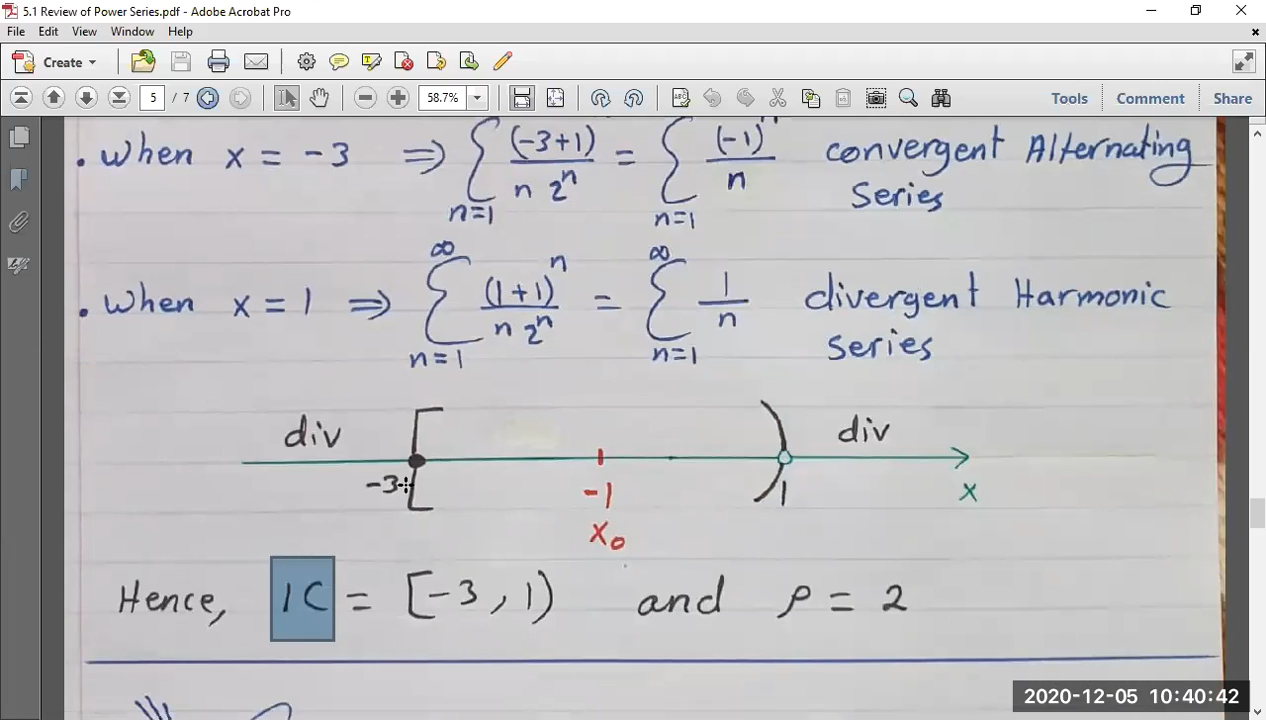 5.1 Review of Power Series.pdf - Adobe Acrobat Pro
File Edit View Window Help
Create
5 / 7 58.7% Tools Comment Share
. When x = -3 ⇒ ∑ n=1 (-3+1) / n 2^n = ∑ n=1 (-1)^n / n convergent Alternating
Series
. When x = 1 ⇒ ∑ n=1 ^∞ (1+1)^n / n 2^n = ∑ n=1 ^∞ 1 / n divergent Harmonic
series
div div
-3 -1 1 x
x₀
Hence, IC = [-3, 1) and ρ = 2
2020-12-05 10:40:42